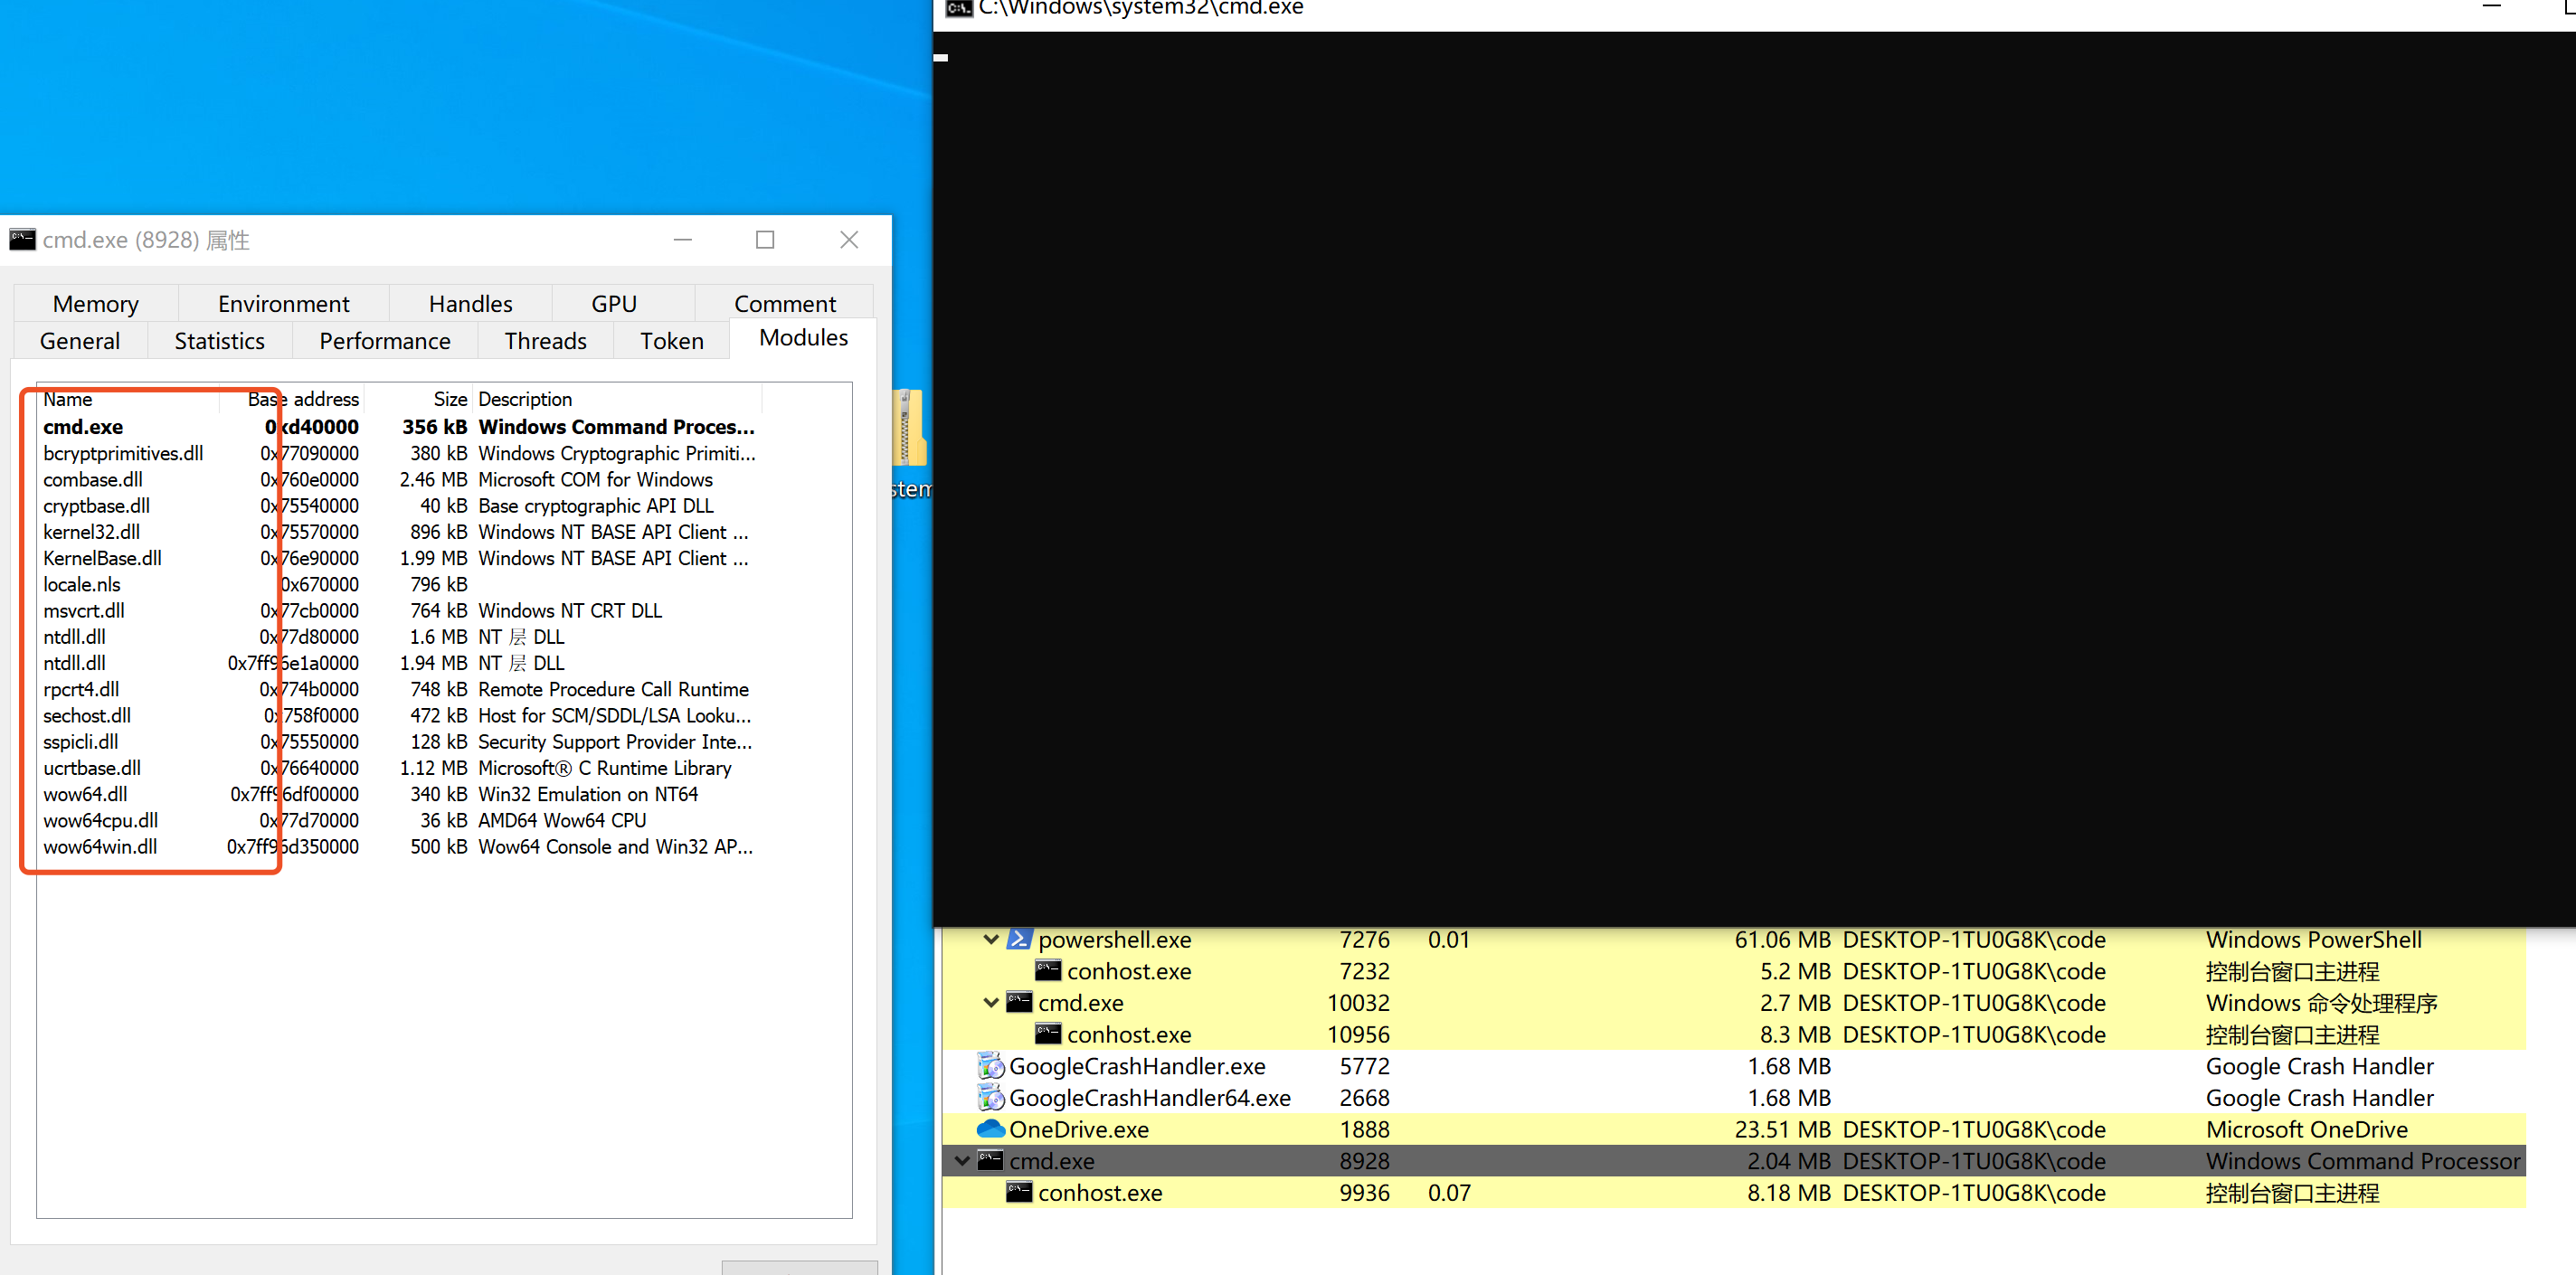 C:\Windows\system32\cmd.exe
cmd.exe (8928) 属性
Memory Environment Handles GPU Comment
General Statistics Performance Threads Token Modules
Name Base address Size Description
cmd.exe 0xd40000 356 kB Windows Command Proces...
bcryptprimitives.dll 0x77090000 380 kB Windows Cryptographic Primiti...
combase.dll 0x760e0000 2.46 MB Microsoft COM for Windows
cryptbase.dll 0x75540000 40 kB Base cryptographic API DLL
kernel32.dll 0x75570000 896 kB Windows NT BASE API Client ...
KernelBase.dll 0x76e90000 1.99 MB Windows NT BASE API Client ...
locale.nls 0x670000 796 kB
msvcrt.dll 0x77cb0000 764 kB Windows NT CRT DLL
ntdll.dll 0x77d80000 1.6 MB NT 层 DLL
ntdll.dll 0x7ff96e1a0000 1.94 MB NT 层 DLL
rpcrt4.dll 0x774b0000 748 kB Remote Procedure Call Runtime
sechost.dll 0x758f0000 472 kB Host for SCM/SDDL/LSA Looku...
sspicli.dll 0x75550000 128 kB Security Support Provider Inte...
ucrtbase.dll 0x76640000 1.12 MB Microsoft® C Runtime Library
wow64.dll 0x7ff96df00000 340 kB Win32 Emulation on NT64
wow64cpu.dll 0x77d70000 36 kB AMD64 Wow64 CPU
wow64win.dll 0x7ff96d350000 500 kB Wow64 Console and Win32 AP...
stem
powershell.exe 7276 0.01 61.06 MB DESKTOP-1TU0G8K\code Windows PowerShell
conhost.exe 7232 5.2 MB DESKTOP-1TU0G8K\code 控制台窗口主进程
cmd.exe 10032 2.7 MB DESKTOP-1TU0G8K\code Windows 命令处理程序
conhost.exe 10956 8.3 MB DESKTOP-1TU0G8K\code 控制台窗口主进程
GoogleCrashHandler.exe 5772 1.68 MB Google Crash Handler
GoogleCrashHandler64.exe 2668 1.68 MB Google Crash Handler
OneDrive.exe 1888 23.51 MB DESKTOP-1TU0G8K\code Microsoft OneDrive
cmd.exe 8928 2.04 MB DESKTOP-1TU0G8K\code Windows Command Processor
conhost.exe 9936 0.07 8.18 MB DESKTOP-1TU0G8K\code 控制台窗口主进程